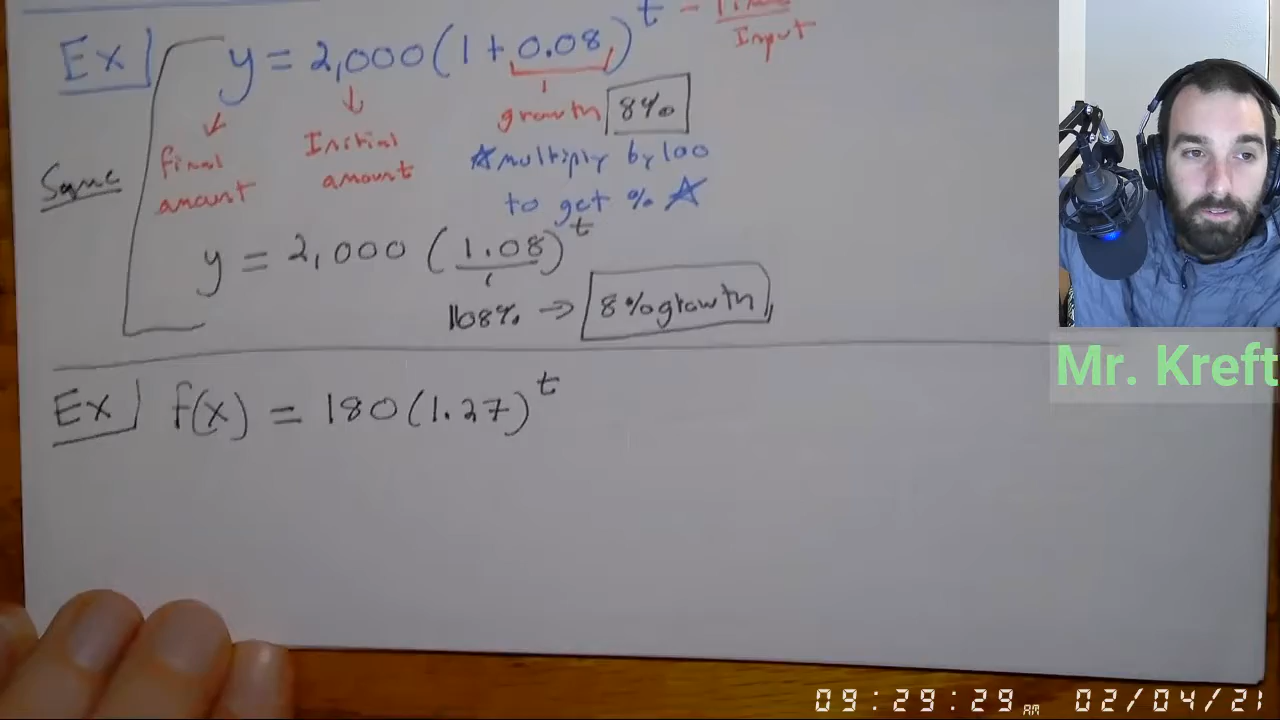 Ex y = 2,000 (1 + 0.08)^t -
Input
growth 8%
Initial
final
amount
amount
☆ multiply by 100
to get % ☆
Same
y = 2,000 (1.08)^t
108% → 8% growth
Ex f(x) = 180 (1.27)^t
Mr. Kreft
09:29:29 AM 02/04/21